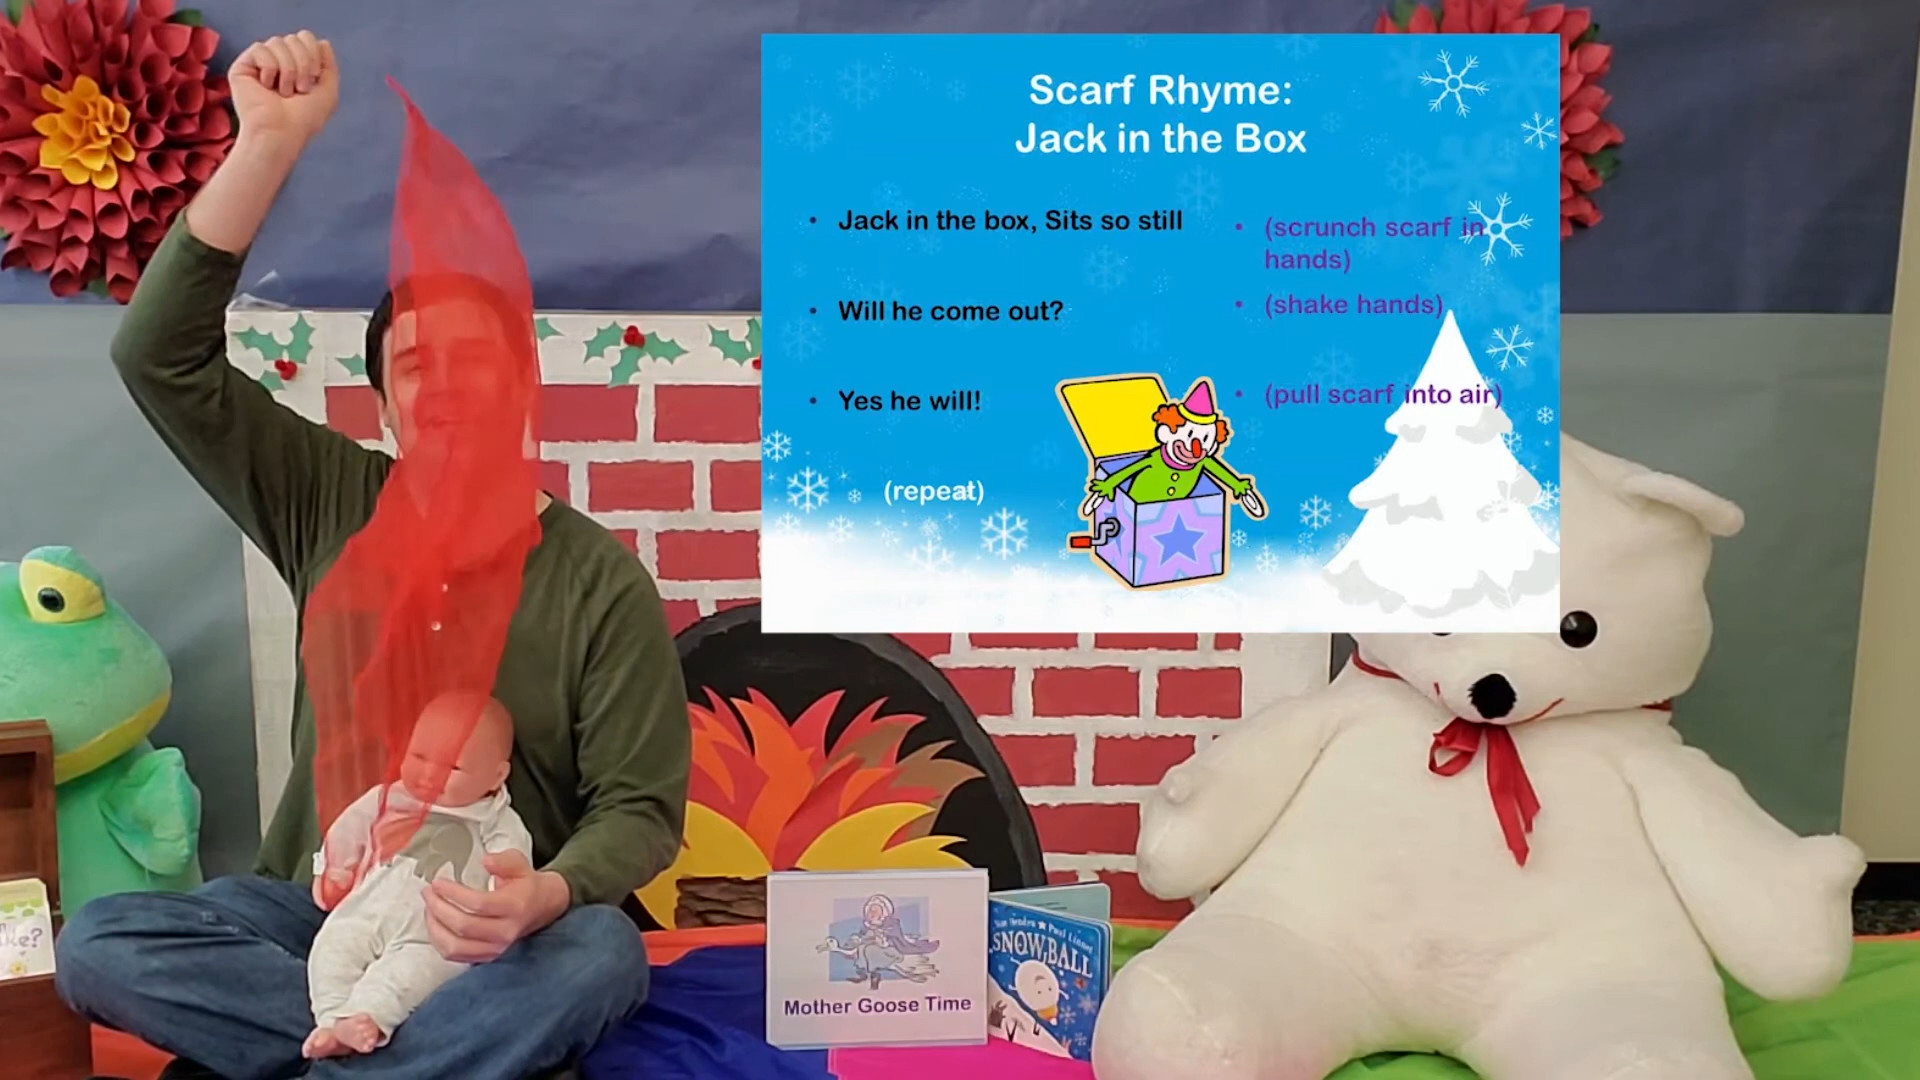 Scarf Rhyme:
Jack in the Box
• Jack in the box, Sits so still
• (scrunch scarf in
hands)
• Will he come out?
• (shake hands)
• Yes he will!
• (pull scarf into air)
(repeat)
Mother Goose Time
SNOWBALL
ke?